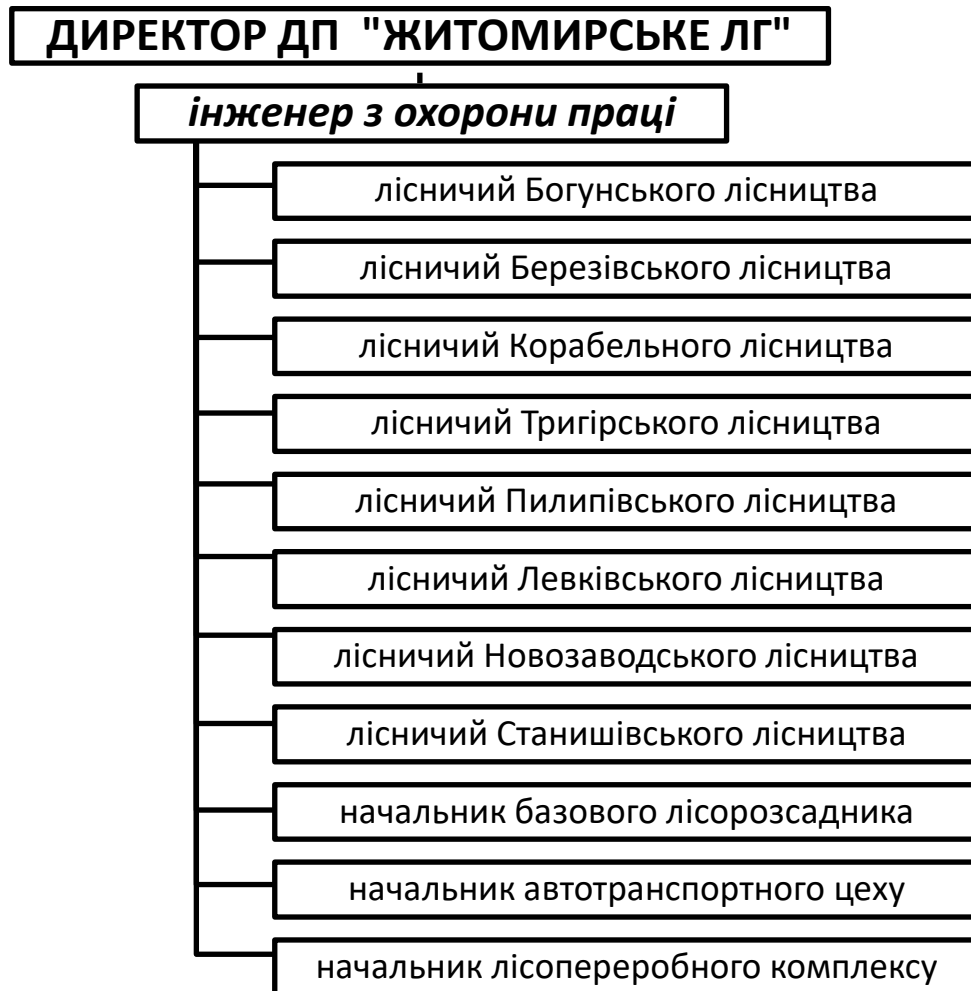 ДИРЕКТОР ДП "ЖИТОМИРСЬКЕ ЛГ"
інженер з охорони праці
лісничий Богунського лісництва
лісничий Березівського лісництва
лісничий Корабельного лісництва
лісничий Тригірського лісництва
лісничий Пилипівського лісництва
лісничий Левківського лісництва
лісничий Новозаводського лісництва
лісничий Станишівського лісництва
начальник базового лісорозсадника
начальник автотранспортного цеху
начальник лісопереробного комплексу